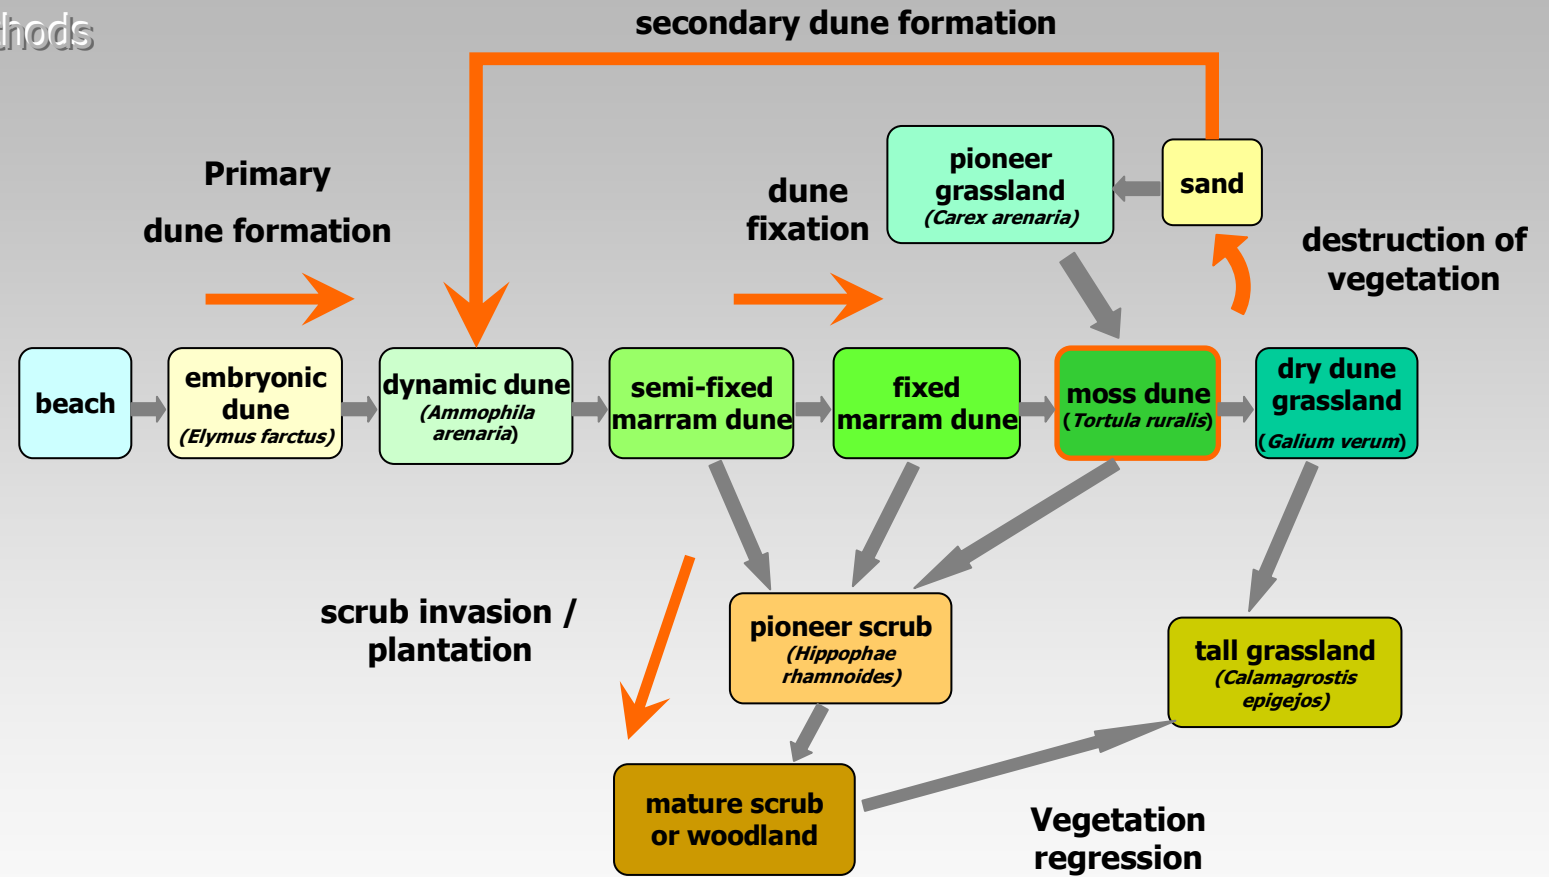 thods
secondary dune formation
Primary
dune formation
dune
fixation
pioneer
grassland
(Carex arenaria)
sand
destruction of
vegetation
beach
embryonic
dune
(Elymus farctus)
dynamic dune
(Ammophila
arenaria)
semi-fixed
marram dune
fixed
marram dune
moss dune
(Tortula ruralis)
dry dune
grassland
(Galium verum)
scrub invasion /
plantation
pioneer scrub
(Hippophae
rhamnoides)
tall grassland
(Calamagrostis
epigejos)
mature scrub
or woodland
Vegetation
regression